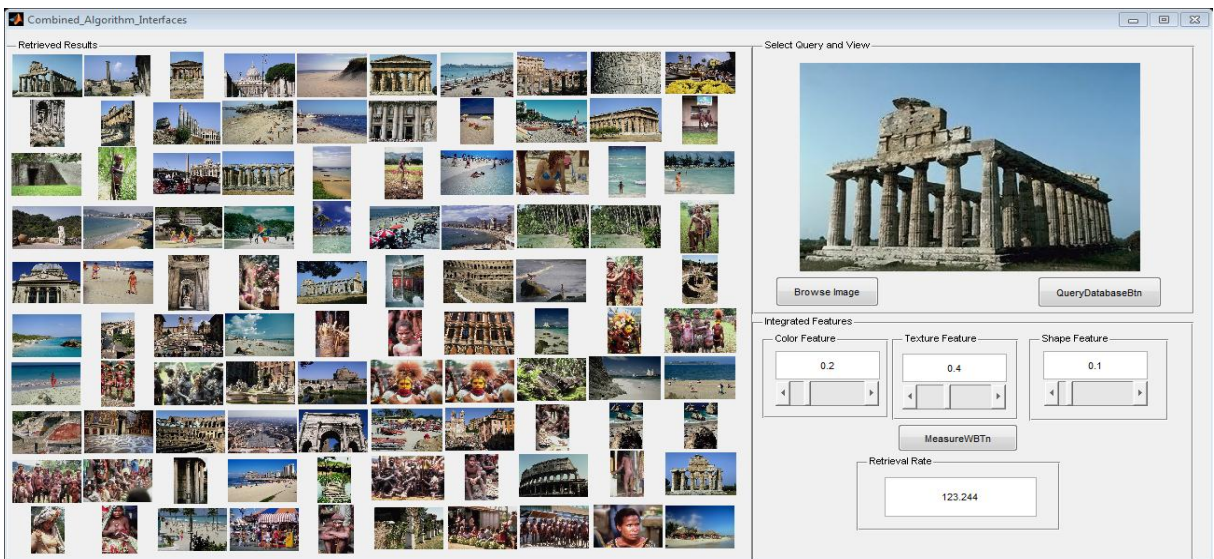 Combined_Algorithm_Interfaces
Retrieved Results
Select Query and View
Browse Image
QueryDatabaseBtn
Integrated Features
Color Feature
Texture Feature
Shape Feature
0.2
0.4
0.1
MeasureWBTn
Retrieval Rate
123.244